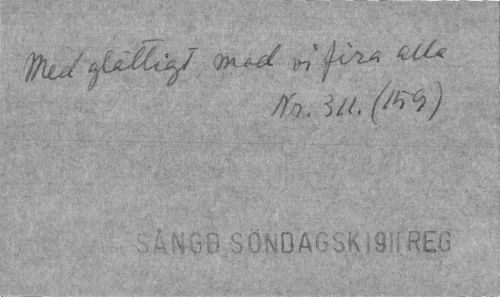 Med glättigt mod vi fira alla
Nr. 311. (159)
SÅNGB SÖNDAGSK 1911 REG